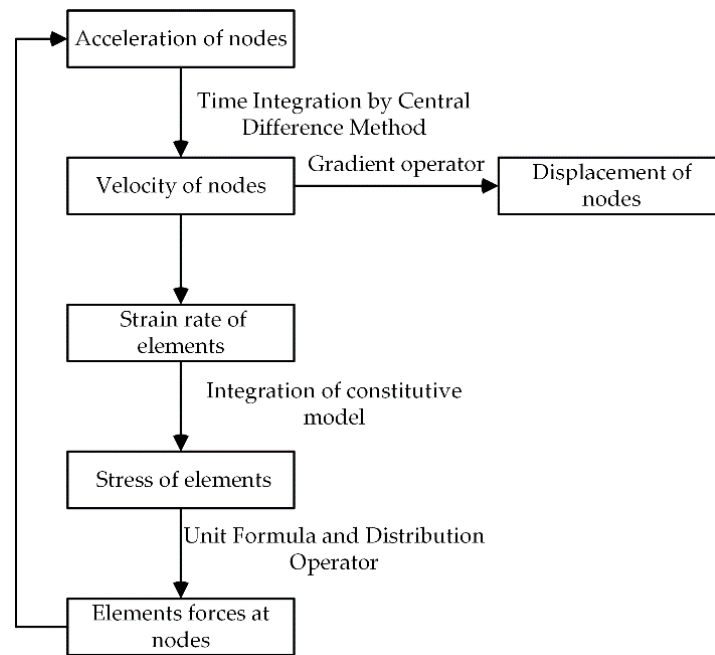 Acceleration of nodes
Time Integration by Central
Difference Method
Velocity of nodes
Gradient operator
Displacement of
nodes
Strain rate of
elements
Integration of constitutive
model
Stress of elements
Unit Formula and Distribution
Operator
Elements forces at
nodes